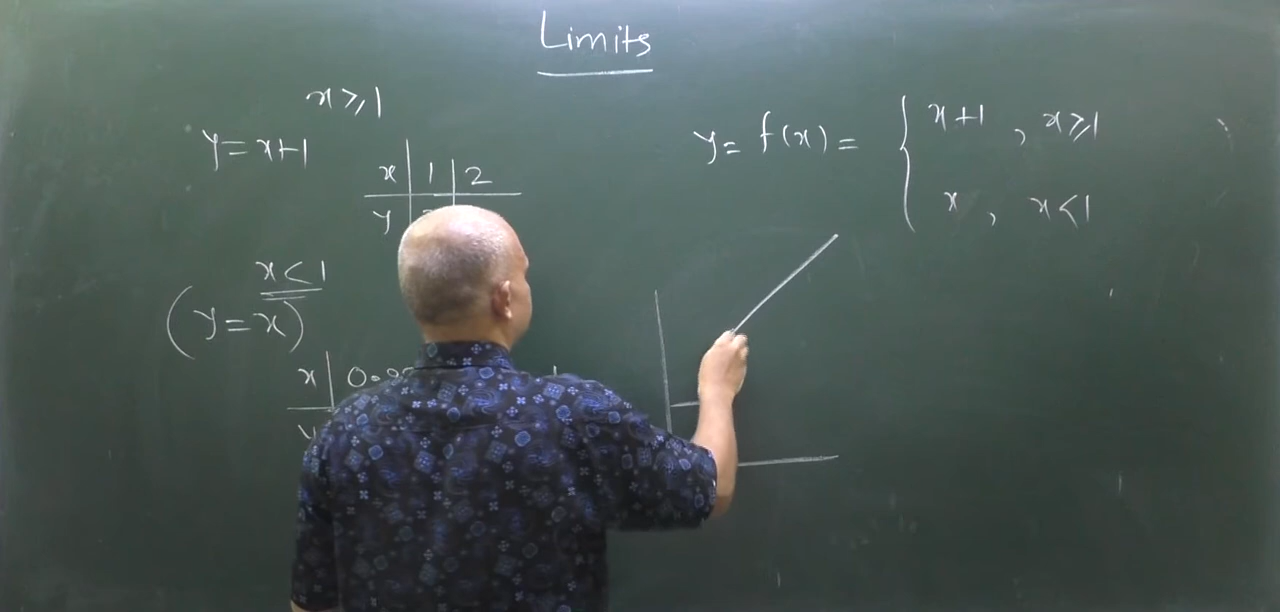 Limits
x ≥ 1
y = x+1
x | 1 | 2
y
x < 1
(y = x)
x | 0.9
y = f(x) = { x+1 , x ≥ 1
x , x < 1